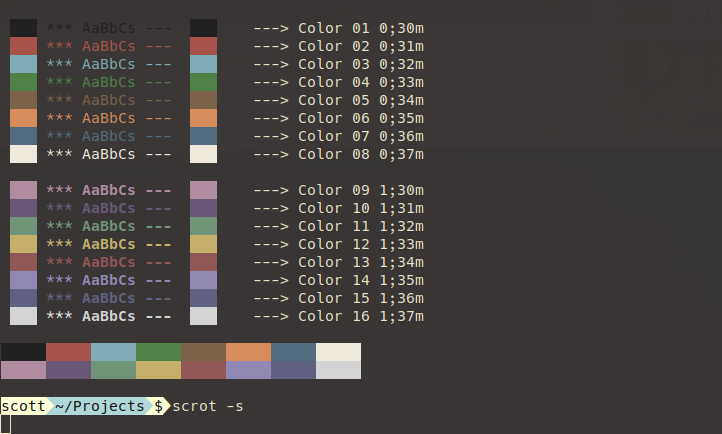 *** AaBbCs --- ---> Color 01 0;30m
*** AaBbCs --- ---> Color 02 0;31m
*** AaBbCs --- ---> Color 03 0;32m
*** AaBbCs --- ---> Color 04 0;33m
*** AaBbCs --- ---> Color 05 0;34m
*** AaBbCs --- ---> Color 06 0;35m
*** AaBbCs --- ---> Color 07 0;36m
*** AaBbCs --- ---> Color 08 0;37m
*** AaBbCs --- ---> Color 09 1;30m
*** AaBbCs --- ---> Color 10 1;31m
*** AaBbCs --- ---> Color 11 1;32m
*** AaBbCs --- ---> Color 12 1;33m
*** AaBbCs --- ---> Color 13 1;34m
*** AaBbCs --- ---> Color 14 1;35m
*** AaBbCs --- ---> Color 15 1;36m
*** AaBbCs --- ---> Color 16 1;37m
scott ~/Projects $ scrot -s